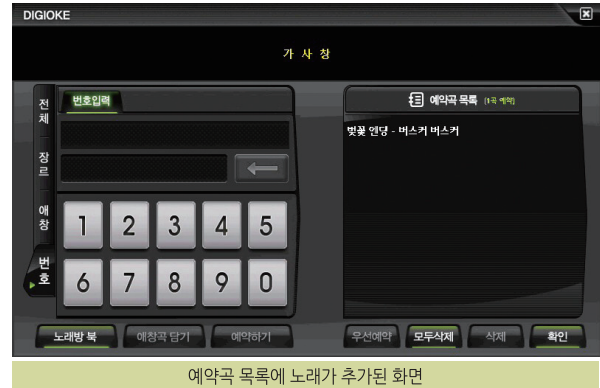 DIGIOKE
가 사 창
전체
장르
애창
번호
번호입력
1 2 3 4 5
6 7 8 9 0
예약곡 목록 [1곡 예약]
벚꽃 엔딩 - 버스커 버스커
노래방 북
애창곡 담기
예약하기
우선예약
모두삭제
삭제
확인
예약곡 목록에 노래가 추가된 화면